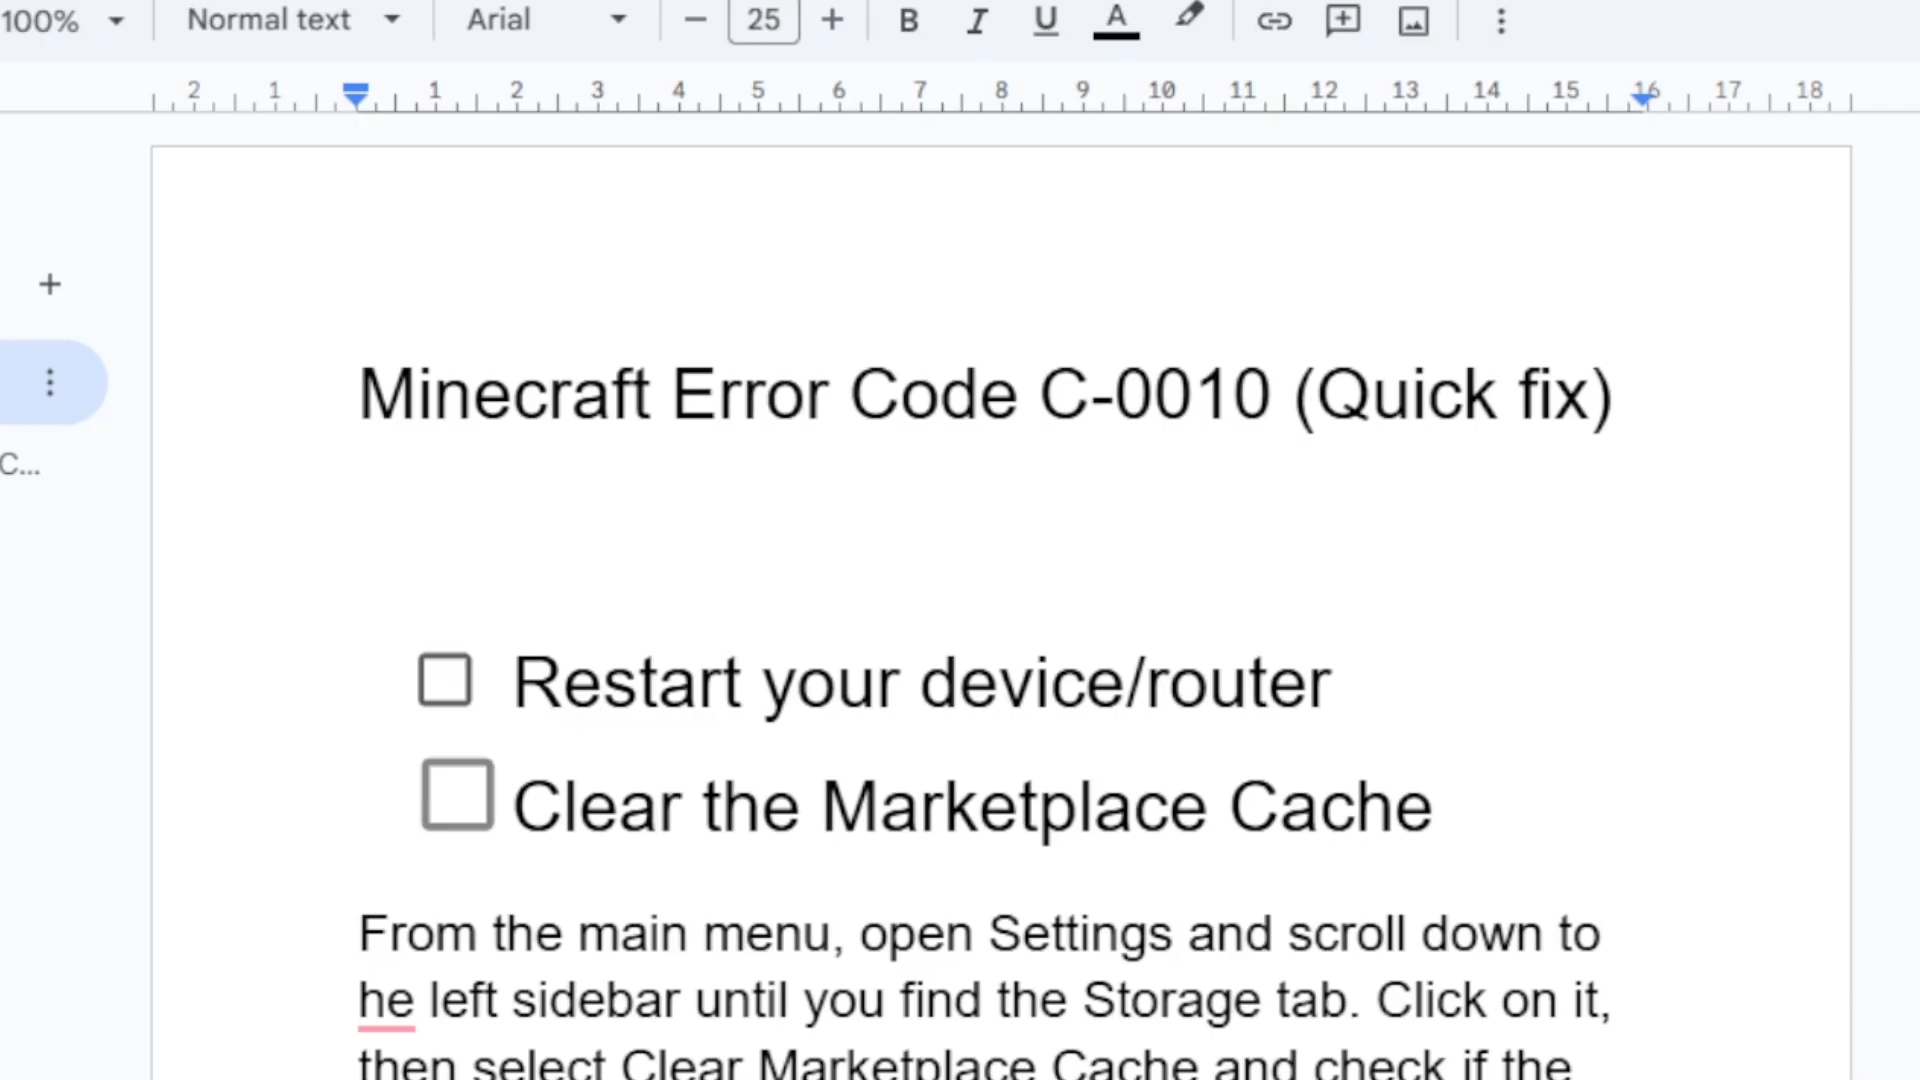 100% Normal text Arial 25 B I U A
2 1 1 2 3 4 5 6 7 8 9 10 11 12 13 14 15 16 17 18
C...
Minecraft Error Code C-0010 (Quick fix)
Restart your device/router
Clear the Marketplace Cache
From the main menu, open Settings and scroll down to
he left sidebar until you find the Storage tab. Click on it,
then select Clear Marketplace Cache and check if the